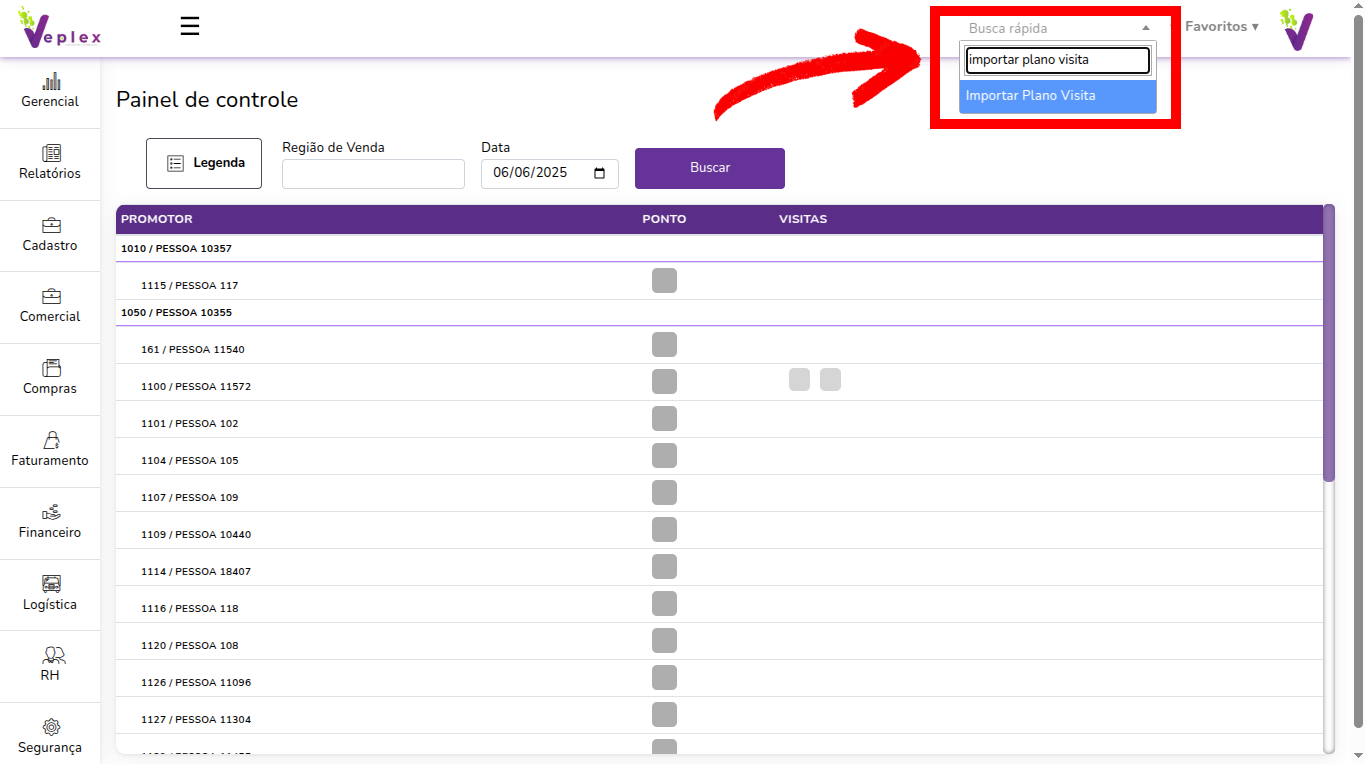 Veplex
☰
Busca rápida
Favoritos ▾
importar plano visita
Importar Plano Visita
Gerencial
Relatórios
Cadastro
Comercial
Compras
Faturamento
Financeiro
Logística
RH
Segurança
Painel de controle
Legenda
Região de Venda
Data
06/06/2025
Buscar
PROMOTOR PONTO VISITAS
1010 / PESSOA 10357
1115 / PESSOA 117
1050 / PESSOA 10355
161 / PESSOA 11540
1100 / PESSOA 11572
1101 / PESSOA 102
1104 / PESSOA 105
1107 / PESSOA 109
1109 / PESSOA 10440
1114 / PESSOA 18407
1116 / PESSOA 118
1120 / PESSOA 108
1126 / PESSOA 11096
1127 / PESSOA 11304